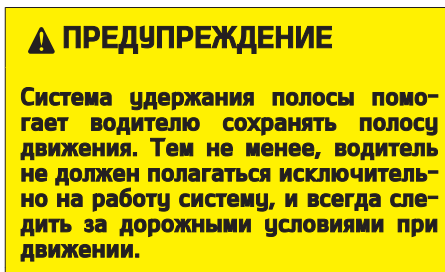 ПРЕДУПРЕЖДЕНИЕ
Система удержания полосы помо-
гает водителю сохранять полосу
движения. Тем не менее, водитель
не должен полагаться исключитель-
но на работу систему, и всегда сле-
дить за дорожными условиями при
движении.